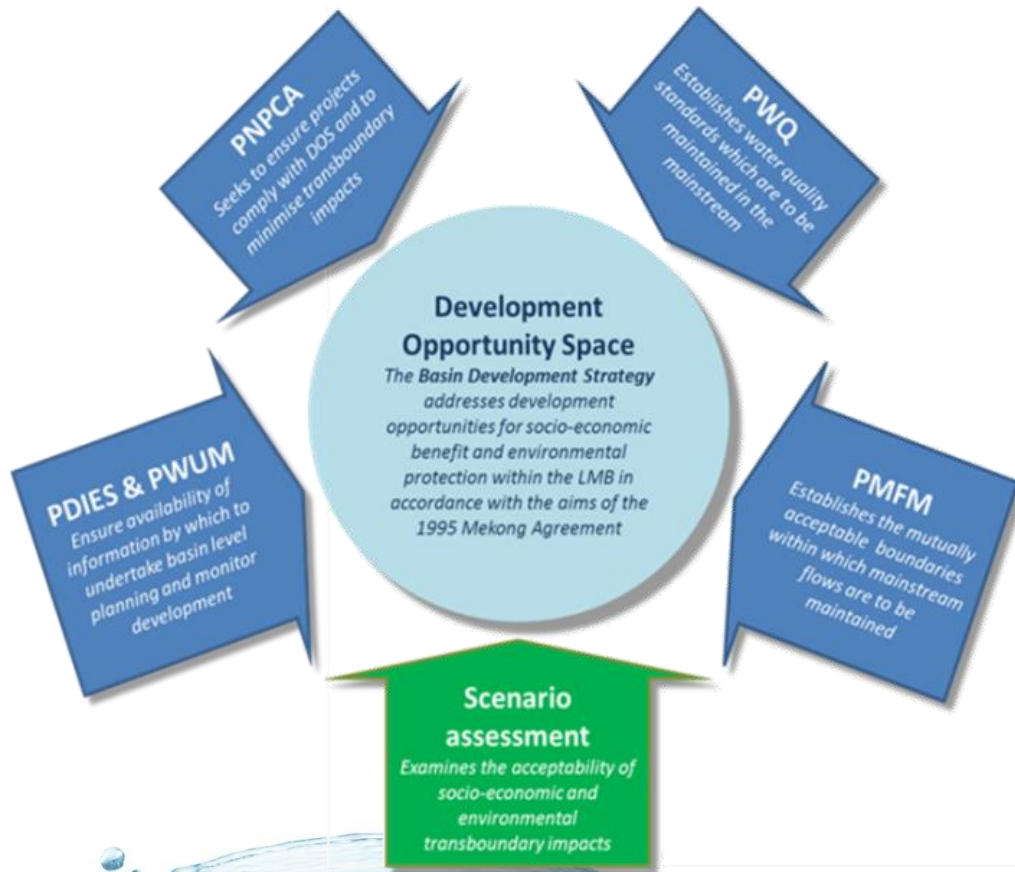 PNPCA
Seeks to ensure projects
comply with DOS and to
minimise transboundary
impacts
PWQ
Establishes water quality
standards which are to be
maintained in the
mainstream
Development
Opportunity Space
The Basin Development Strategy
addresses development
opportunities for socio-economic
benefit and environmental
protection within the LMB in
accordance with the aims of the
1995 Mekong Agreement
PDIES & PWUM
Ensure availability of
information by which to
undertake basin level
planning and monitor
development
PMFM
Establishes the mutually
acceptable boundaries
within which mainstream
flows are to be
maintained
Scenario
assessment
Examines the acceptability of
socio-economic and
environmental
transboundary impacts